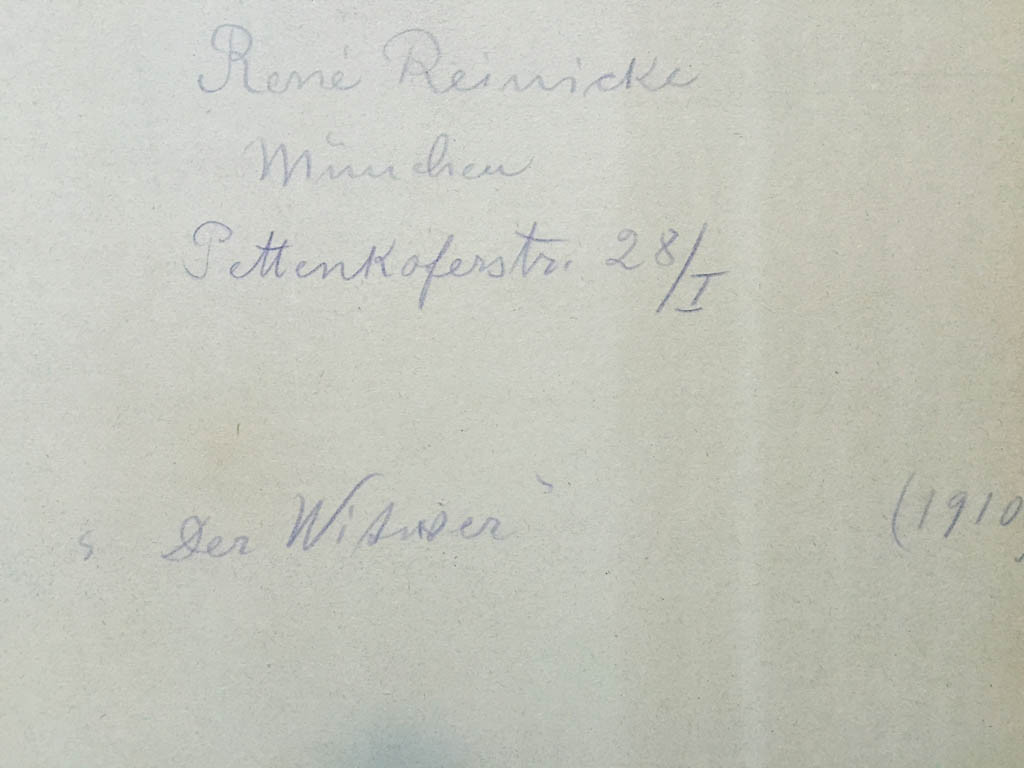 René Reinicke
München
Pettenkoferstr. 28/I
„Der Witwer" (1910)